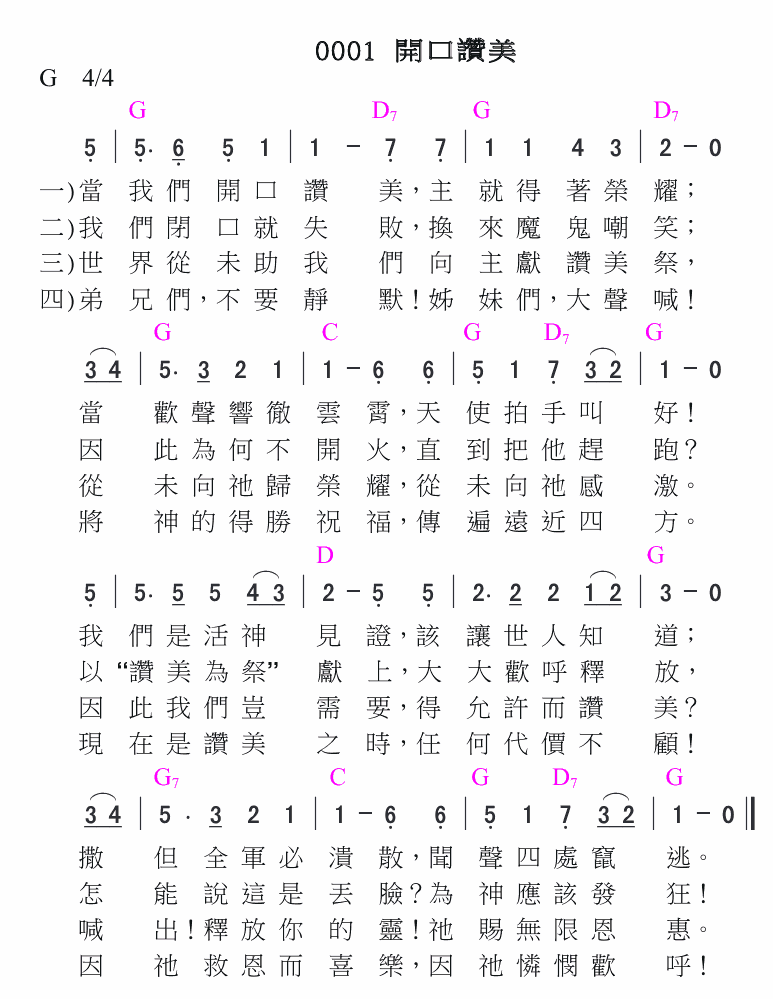 0001 開口讚美
G 4/4
G D7 G D7
5 | 5. 6 5 1 | 1 - 7 7 | 1 1 4 3 | 2 - 0
一)當 我們開口讚 美，主就得著榮耀；
二)我 們閉口就失 敗，換來魔鬼嘲笑；
三)世 界從未助我 們向主獻讚美祭，
四)弟 兄們，不要靜 默！姊妹們，大聲喊！
G C G D7 G
3 4 | 5. 3 2 1 | 1 - 6 6 | 5 1 7 3 2 | 1 - 0
當 歡聲響徹雲霄，天使拍手叫好！
因 此為何不開火，直到把他趕跑？
從 未向祂歸榮耀，從未向祂感激。
將 神的得勝祝福，傳遍遠近四方。
D G
5 | 5. 5 5 4 3 | 2 - 5 5 | 2. 2 2 1 2 | 3 - 0
我 們是活神見證，該讓世人知道；
以 “讚美為祭”獻上，大大歡呼釋放，
因 此我們豈需要，得允許而讚美？
現 在是讚美之時，任何代價不顧！
G7 C G D7 G
3 4 | 5 . 3 2 1 | 1 - 6 6 | 5 1 7 3 2 | 1 - 0
撒 但全軍必潰散，聞聲四處竄逃。
怎 能說這是丟臉？為神應該發狂！
喊 出！釋放你的靈！祂賜無限恩惠。
因 祂救恩而喜樂，因祂憐憫歡呼！